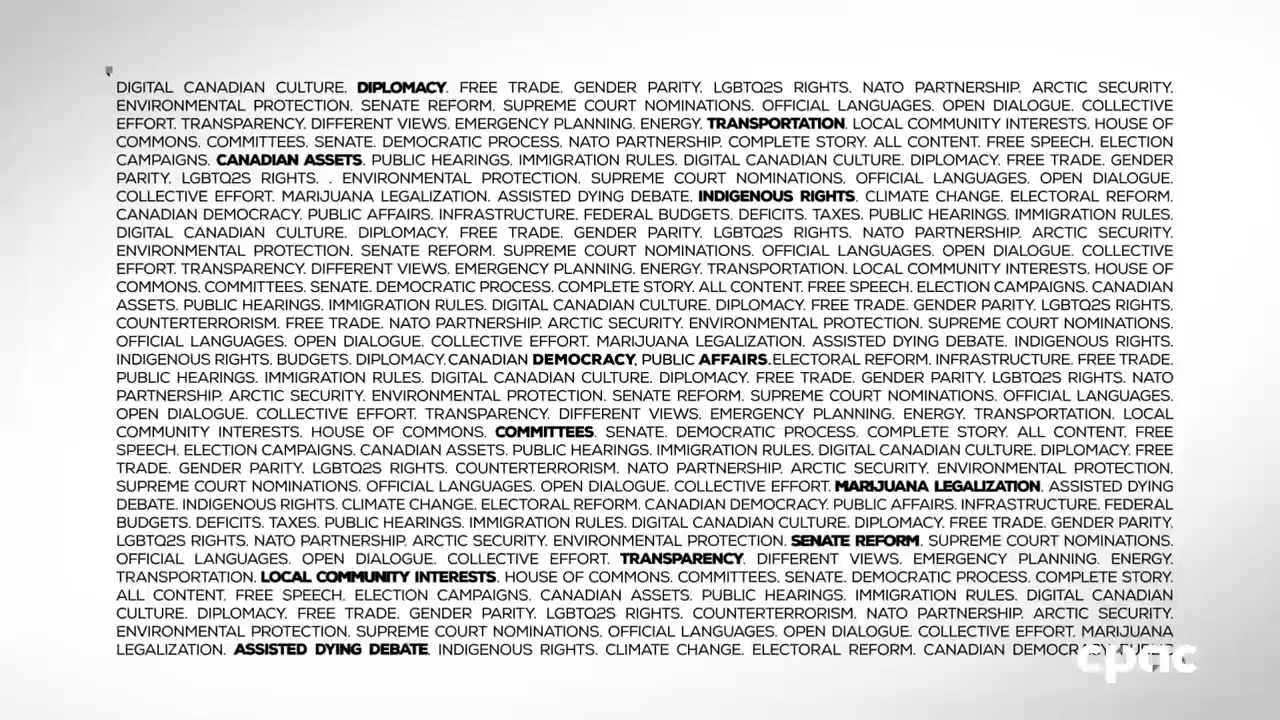 DIGITAL CANADIAN CULTURE. DIPLOMACY. FREE TRADE. GENDER PARITY. LGBTQ2S RIGHTS. NATO PARTNERSHIP. ARCTIC SECURITY.
ENVIRONMENTAL PROTECTION. SENATE REFORM. SUPREME COURT NOMINATIONS. OFFICIAL LANGUAGES. OPEN DIALOGUE. COLLECTIVE
EFFORT. TRANSPARENCY. DIFFERENT VIEWS. EMERGENCY PLANNING. ENERGY. TRANSPORTATION. LOCAL COMMUNITY INTERESTS. HOUSE OF
COMMONS. COMMITTEES. SENATE. DEMOCRATIC PROCESS. NATO PARTNERSHIP. COMPLETE STORY. ALL CONTENT. FREE SPEECH. ELECTION
CAMPAIGNS. CANADIAN ASSETS. PUBLIC HEARINGS. IMMIGRATION RULES. DIGITAL CANADIAN CULTURE. DIPLOMACY. FREE TRADE. GENDER
PARITY. LGBTQ2S RIGHTS. . ENVIRONMENTAL PROTECTION. SUPREME COURT NOMINATIONS. OFFICIAL LANGUAGES. OPEN DIALOGUE.
COLLECTIVE EFFORT. MARIJUANA LEGALIZATION. ASSISTED DYING DEBATE. INDIGENOUS RIGHTS. CLIMATE CHANGE. ELECTORAL REFORM.
CANADIAN DEMOCRACY. PUBLIC AFFAIRS. INFRASTRUCTURE. FEDERAL BUDGETS. DEFICITS. TAXES. PUBLIC HEARINGS. IMMIGRATION RULES.
DIGITAL CANADIAN CULTURE. DIPLOMACY. FREE TRADE. GENDER PARITY. LGBTQ2S RIGHTS. NATO PARTNERSHIP. ARCTIC SECURITY.
ENVIRONMENTAL PROTECTION. SENATE REFORM. SUPREME COURT NOMINATIONS. OFFICIAL LANGUAGES. OPEN DIALOGUE. COLLECTIVE
EFFORT. TRANSPARENCY. DIFFERENT VIEWS. EMERGENCY PLANNING. ENERGY. TRANSPORTATION. LOCAL COMMUNITY INTERESTS. HOUSE OF
COMMONS. COMMITTEES. SENATE. DEMOCRATIC PROCESS. COMPLETE STORY. ALL CONTENT. FREE SPEECH. ELECTION CAMPAIGNS. CANADIAN
ASSETS. PUBLIC HEARINGS. IMMIGRATION RULES. DIGITAL CANADIAN CULTURE. DIPLOMACY. FREE TRADE. GENDER PARITY. LGBTQ2S RIGHTS.
COUNTERTERRORISM. FREE TRADE. NATO PARTNERSHIP. ARCTIC SECURITY. ENVIRONMENTAL PROTECTION. SUPREME COURT NOMINATIONS.
OFFICIAL LANGUAGES. OPEN DIALOGUE. COLLECTIVE EFFORT. MARIJUANA LEGALIZATION. ASSISTED DYING DEBATE. INDIGENOUS RIGHTS.
INDIGENOUS RIGHTS. BUDGETS. DIPLOMACY. CANADIAN DEMOCRACY, PUBLIC AFFAIRS. ELECTORAL REFORM. INFRASTRUCTURE. FREE TRADE.
PUBLIC HEARINGS. IMMIGRATION RULES. DIGITAL CANADIAN CULTURE. DIPLOMACY. FREE TRADE. GENDER PARITY. LGBTQ2S RIGHTS. NATO
PARTNERSHIP. ARCTIC SECURITY. ENVIRONMENTAL PROTECTION. SENATE REFORM. SUPREME COURT NOMINATIONS. OFFICIAL LANGUAGES.
OPEN DIALOGUE. COLLECTIVE EFFORT. TRANSPARENCY. DIFFERENT VIEWS. EMERGENCY PLANNING. ENERGY. TRANSPORTATION. LOCAL
COMMUNITY INTERESTS. HOUSE OF COMMONS. COMMITTEES. SENATE. DEMOCRATIC PROCESS. COMPLETE STORY. ALL CONTENT. FREE
SPEECH. ELECTION CAMPAIGNS. CANADIAN ASSETS. PUBLIC HEARINGS. IMMIGRATION RULES. DIGITAL CANADIAN CULTURE. DIPLOMACY. FREE
TRADE. GENDER PARITY. LGBTQ2S RIGHTS. COUNTERTERRORISM. NATO PARTNERSHIP. ARCTIC SECURITY. ENVIRONMENTAL PROTECTION.
SUPREME COURT NOMINATIONS. OFFICIAL LANGUAGES. OPEN DIALOGUE. COLLECTIVE EFFORT. MARIJUANA LEGALIZATION. ASSISTED DYING
DEBATE. INDIGENOUS RIGHTS. CLIMATE CHANGE. ELECTORAL REFORM. CANADIAN DEMOCRACY. PUBLIC AFFAIRS. INFRASTRUCTURE. FEDERAL
BUDGETS. DEFICITS. TAXES. PUBLIC HEARINGS. IMMIGRATION RULES. DIGITAL CANADIAN CULTURE. DIPLOMACY. FREE TRADE. GENDER PARITY.
LGBTQ2S RIGHTS. NATO PARTNERSHIP. ARCTIC SECURITY. ENVIRONMENTAL PROTECTION. SENATE REFORM. SUPREME COURT NOMINATIONS.
OFFICIAL LANGUAGES. OPEN DIALOGUE. COLLECTIVE EFFORT. TRANSPARENCY. DIFFERENT VIEWS. EMERGENCY PLANNING. ENERGY.
TRANSPORTATION. LOCAL COMMUNITY INTERESTS. HOUSE OF COMMONS. COMMITTEES. SENATE. DEMOCRATIC PROCESS. COMPLETE STORY.
ALL CONTENT. FREE SPEECH. ELECTION CAMPAIGNS. CANADIAN ASSETS. PUBLIC HEARINGS. IMMIGRATION RULES. DIGITAL CANADIAN
CULTURE. DIPLOMACY. FREE TRADE. GENDER PARITY. LGBTQ2S RIGHTS. COUNTERTERRORISM. NATO PARTNERSHIP. ARCTIC SECURITY.
ENVIRONMENTAL PROTECTION. SUPREME COURT NOMINATIONS. OFFICIAL LANGUAGES. OPEN DIALOGUE. COLLECTIVE EFFORT. MARIJUANA
LEGALIZATION. ASSISTED DYING DEBATE. INDIGENOUS RIGHTS. CLIMATE CHANGE. ELECTORAL REFORM. CANADIAN DEMOCRACY. PUBLIC
cpac